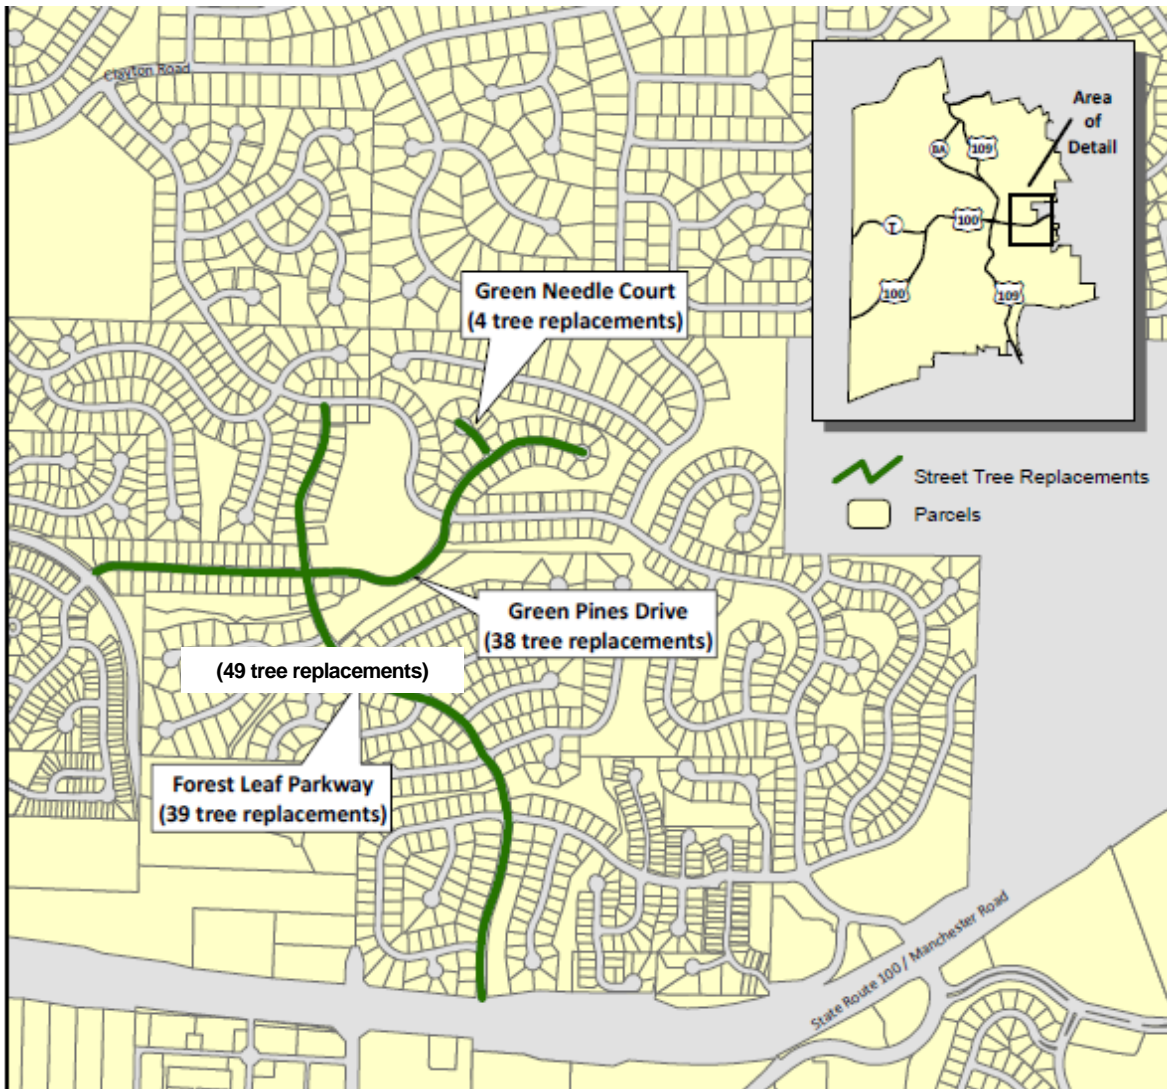 Clayton Road
Area
of
Detail
BA
109
100
T
100
109
Green Needle Court
(4 tree replacements)
Street Tree Replacements
Parcels
Green Pines Drive
(38 tree replacements)
(49 tree replacements)
Forest Leaf Parkway
(39 tree replacements)
State Route 100 / Manchester Road